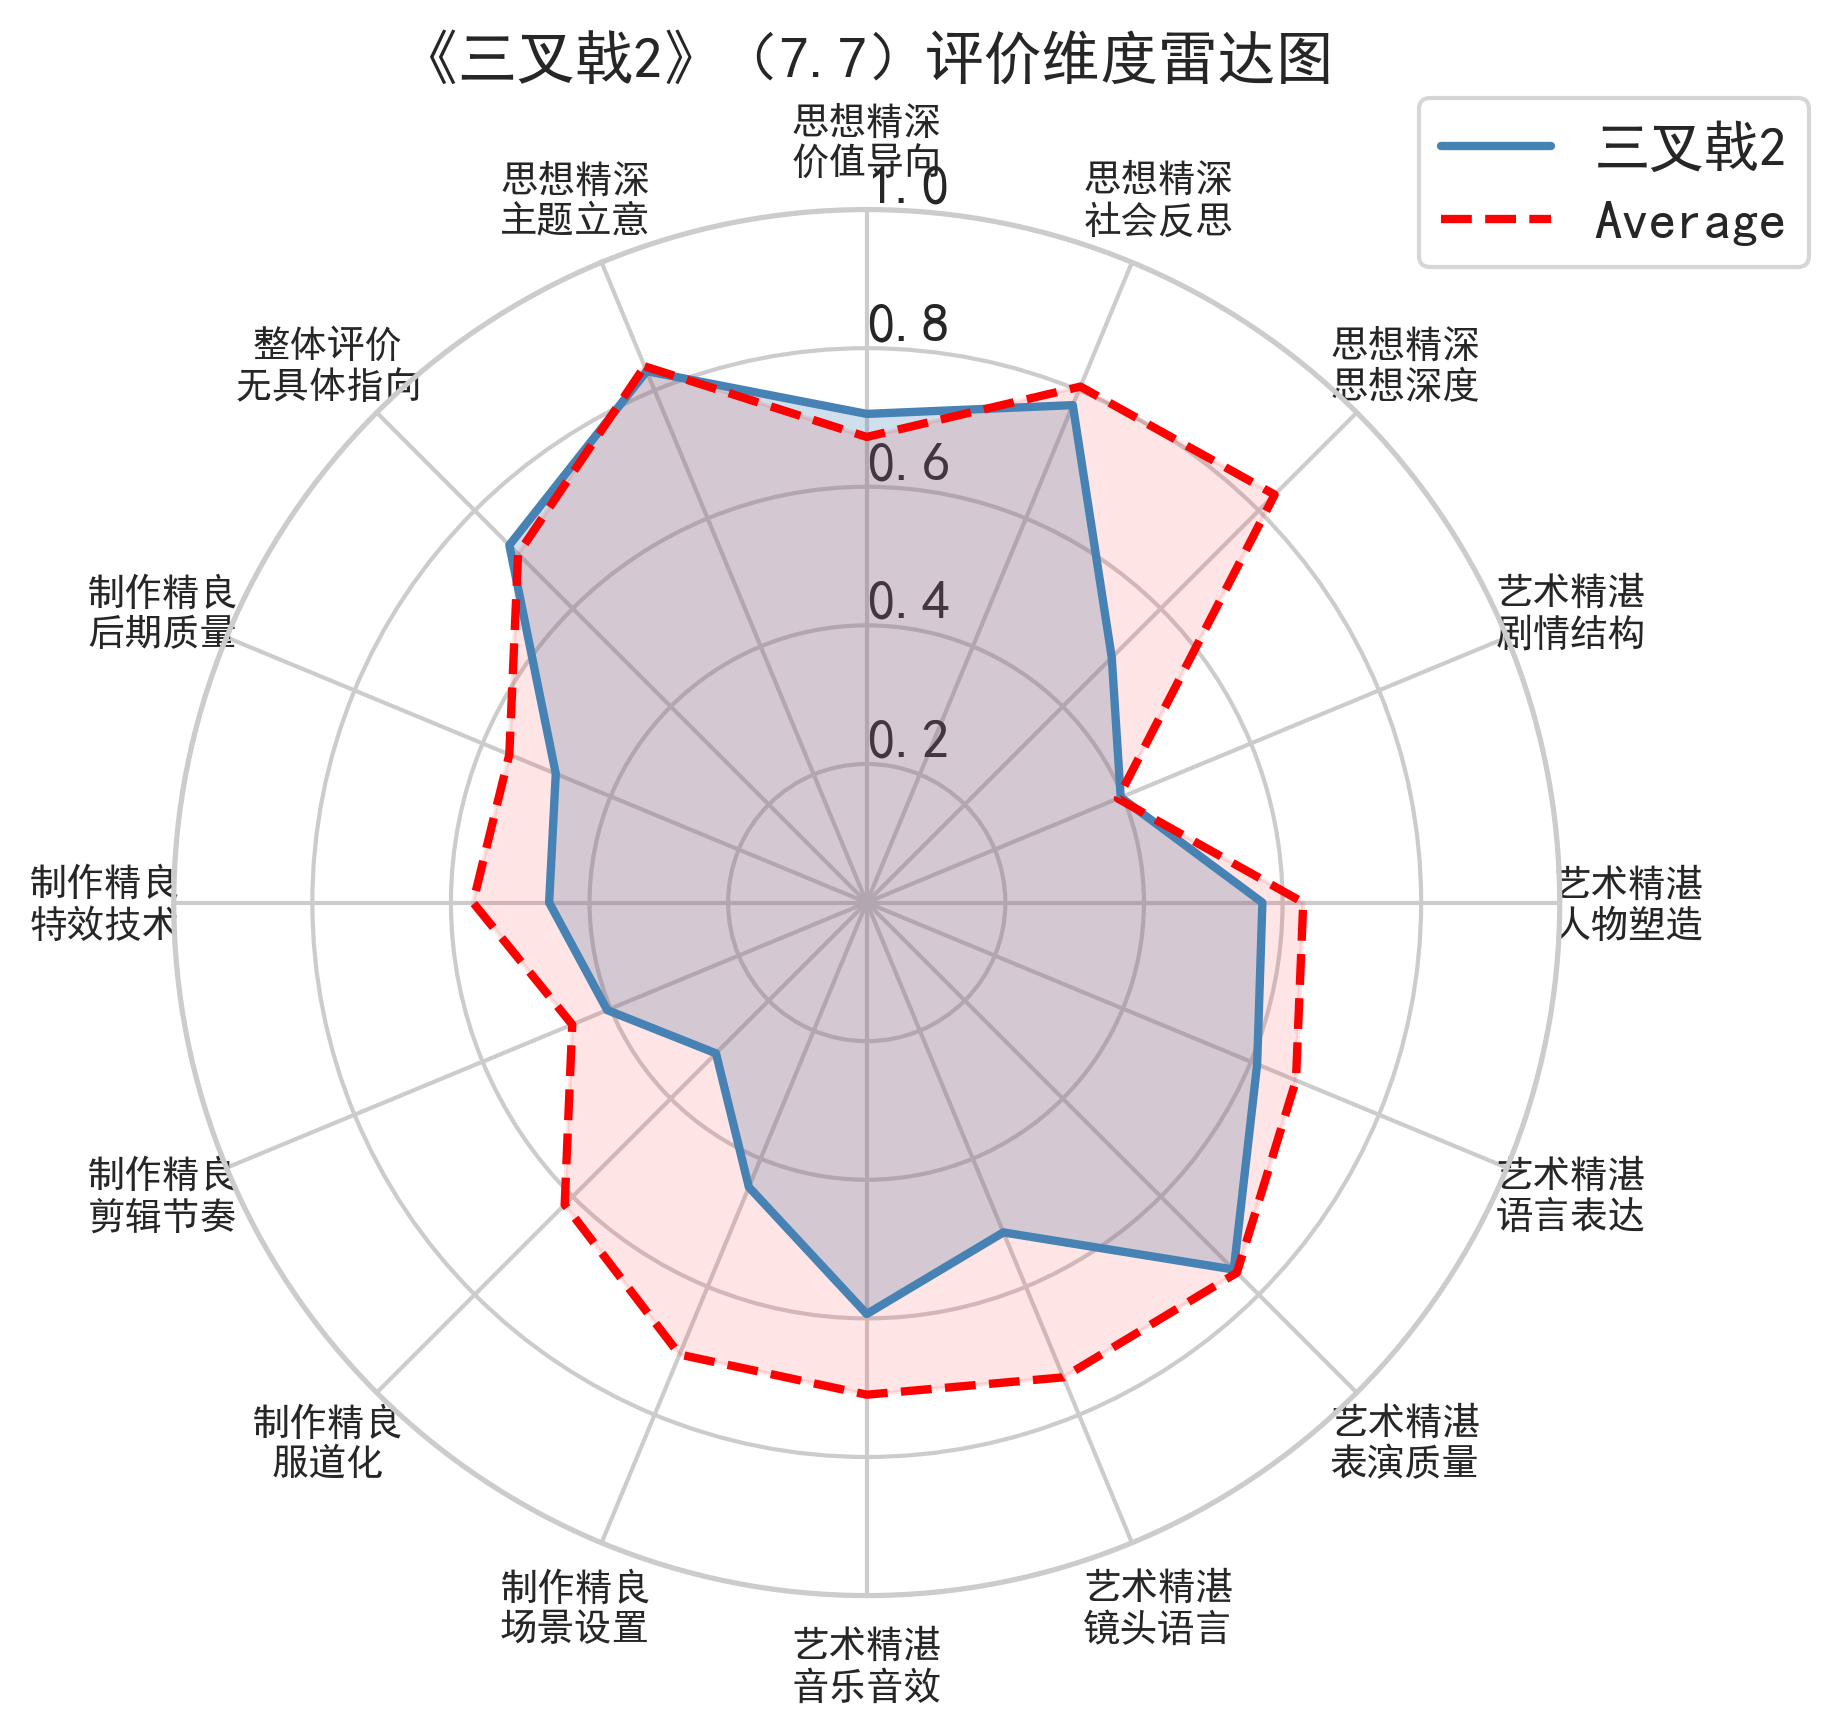 《三叉戟2》（7.7）评价维度雷达图
三叉戟2
Average
思想精深
价值导向
思想精深
社会反思
思想精深
思想深度
艺术精湛
剧情结构
艺术精湛
人物塑造
艺术精湛
语言表达
艺术精湛
表演质量
艺术精湛
镜头语言
艺术精湛
音乐音效
制作精良
场景设置
制作精良
服道化
制作精良
剪辑节奏
制作精良
特效技术
制作精良
后期质量
整体评价
无具体指向
思想精深
主题立意
1.0
0.8
0.6
0.4
0.2